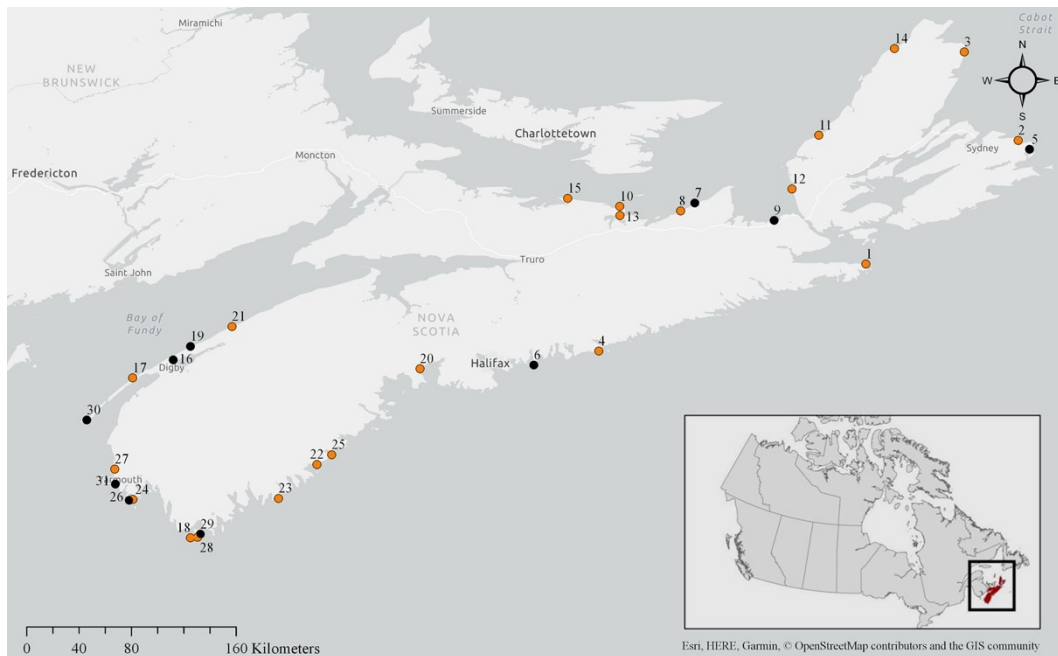 Miramichi
Cabot
Strait
14
3
NEW
BRUNSWICK
N
W
E
S
Summerside
11
2
Charlottetown
Sydney
5
Moncton
Fredericton
12
15
10
7
8
13
9
Truro
1
Saint John
Bay of
Fundy
21
NOVA
SCOTIA
19
4
16
Digby
20
Halifax
6
17
30
25
22
27
31
26
24
23
29
18
28
0
40
80
160 Kilometers
Esri, HERE, Garmin, © OpenStreetMap contributors and the GIS community